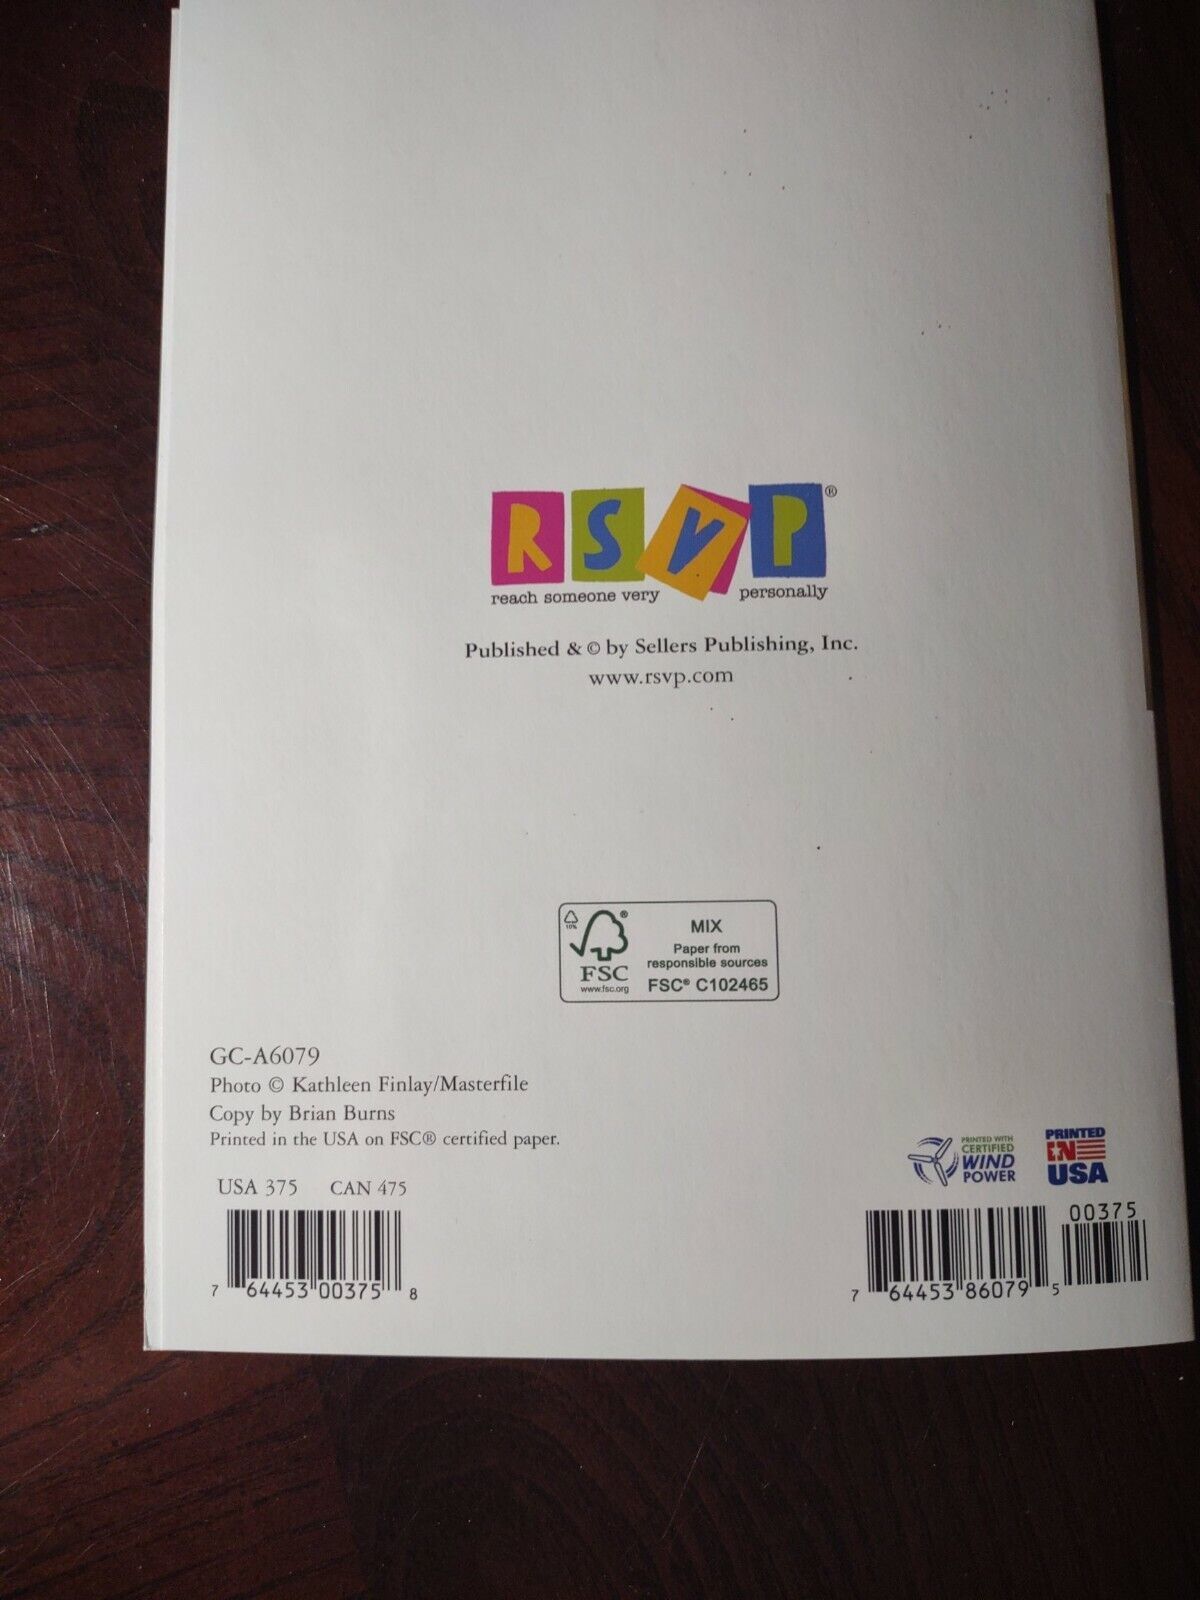 RSVP®
reach someone very personally
Published & © by Sellers Publishing, Inc.
www.rsvp.com
10%
FSC®
www.fsc.org
MIX
Paper from
responsible sources
FSC® C102465
GC-A6079
Photo © Kathleen Finlay/Masterfile
Copy by Brian Burns
Printed in the USA on FSC® certified paper.
USA 375 CAN 475
7 64453 00375 8
PRINTED WITH
CERTIFIED
WIND
POWER
PRINTED
IN
USA
00375
7 64453 86079 5